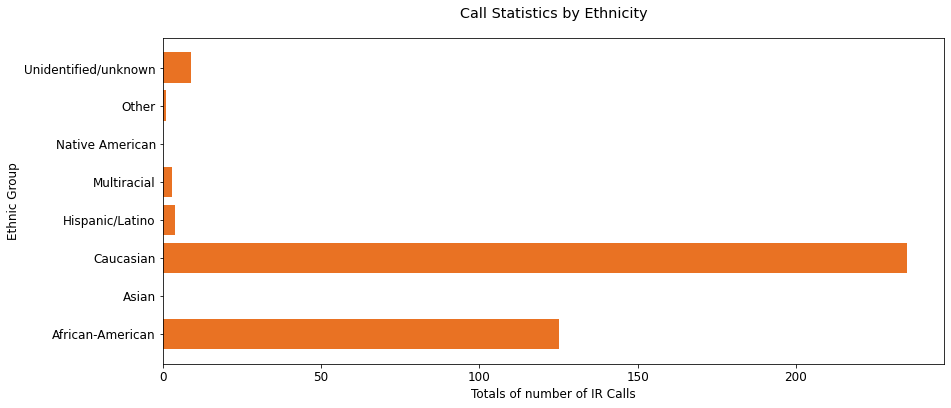 Call Statistics by Ethnicity
Ethnic Group
Unidentified/unknown
Other
Native American
Multiracial
Hispanic/Latino
Caucasian
Asian
African-American
0 50 100 150 200
Totals of number of IR Calls